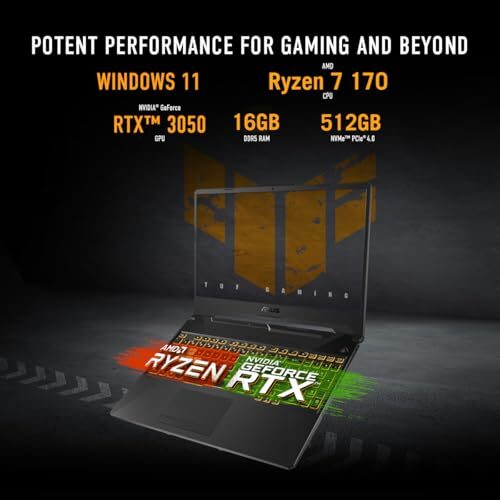 POTENT PERFORMANCE FOR GAMING AND BEYOND
WINDOWS 11
AMD
Ryzen 7 170
CPU
NVIDIA® GeForce
RTX™ 3050
GPU
16GB
DDR5 RAM
512GB
NVMe™ PCIe® 4.0
TUF GAMING
ASUS
AMD
RYZEN
NVIDIA
GEFORCE
RTX